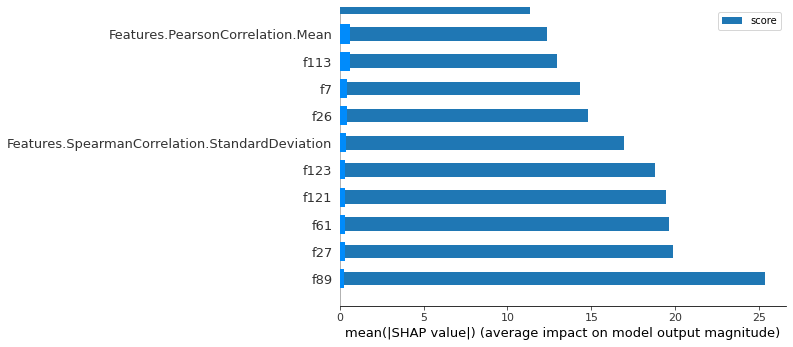 score
Features.PearsonCorrelation.Mean
f113
f7
f26
Features.SpearmanCorrelation.StandardDeviation
f123
f121
f61
f27
f89
0 5 10 15 20 25
mean(|SHAP value|) (average impact on model output magnitude)